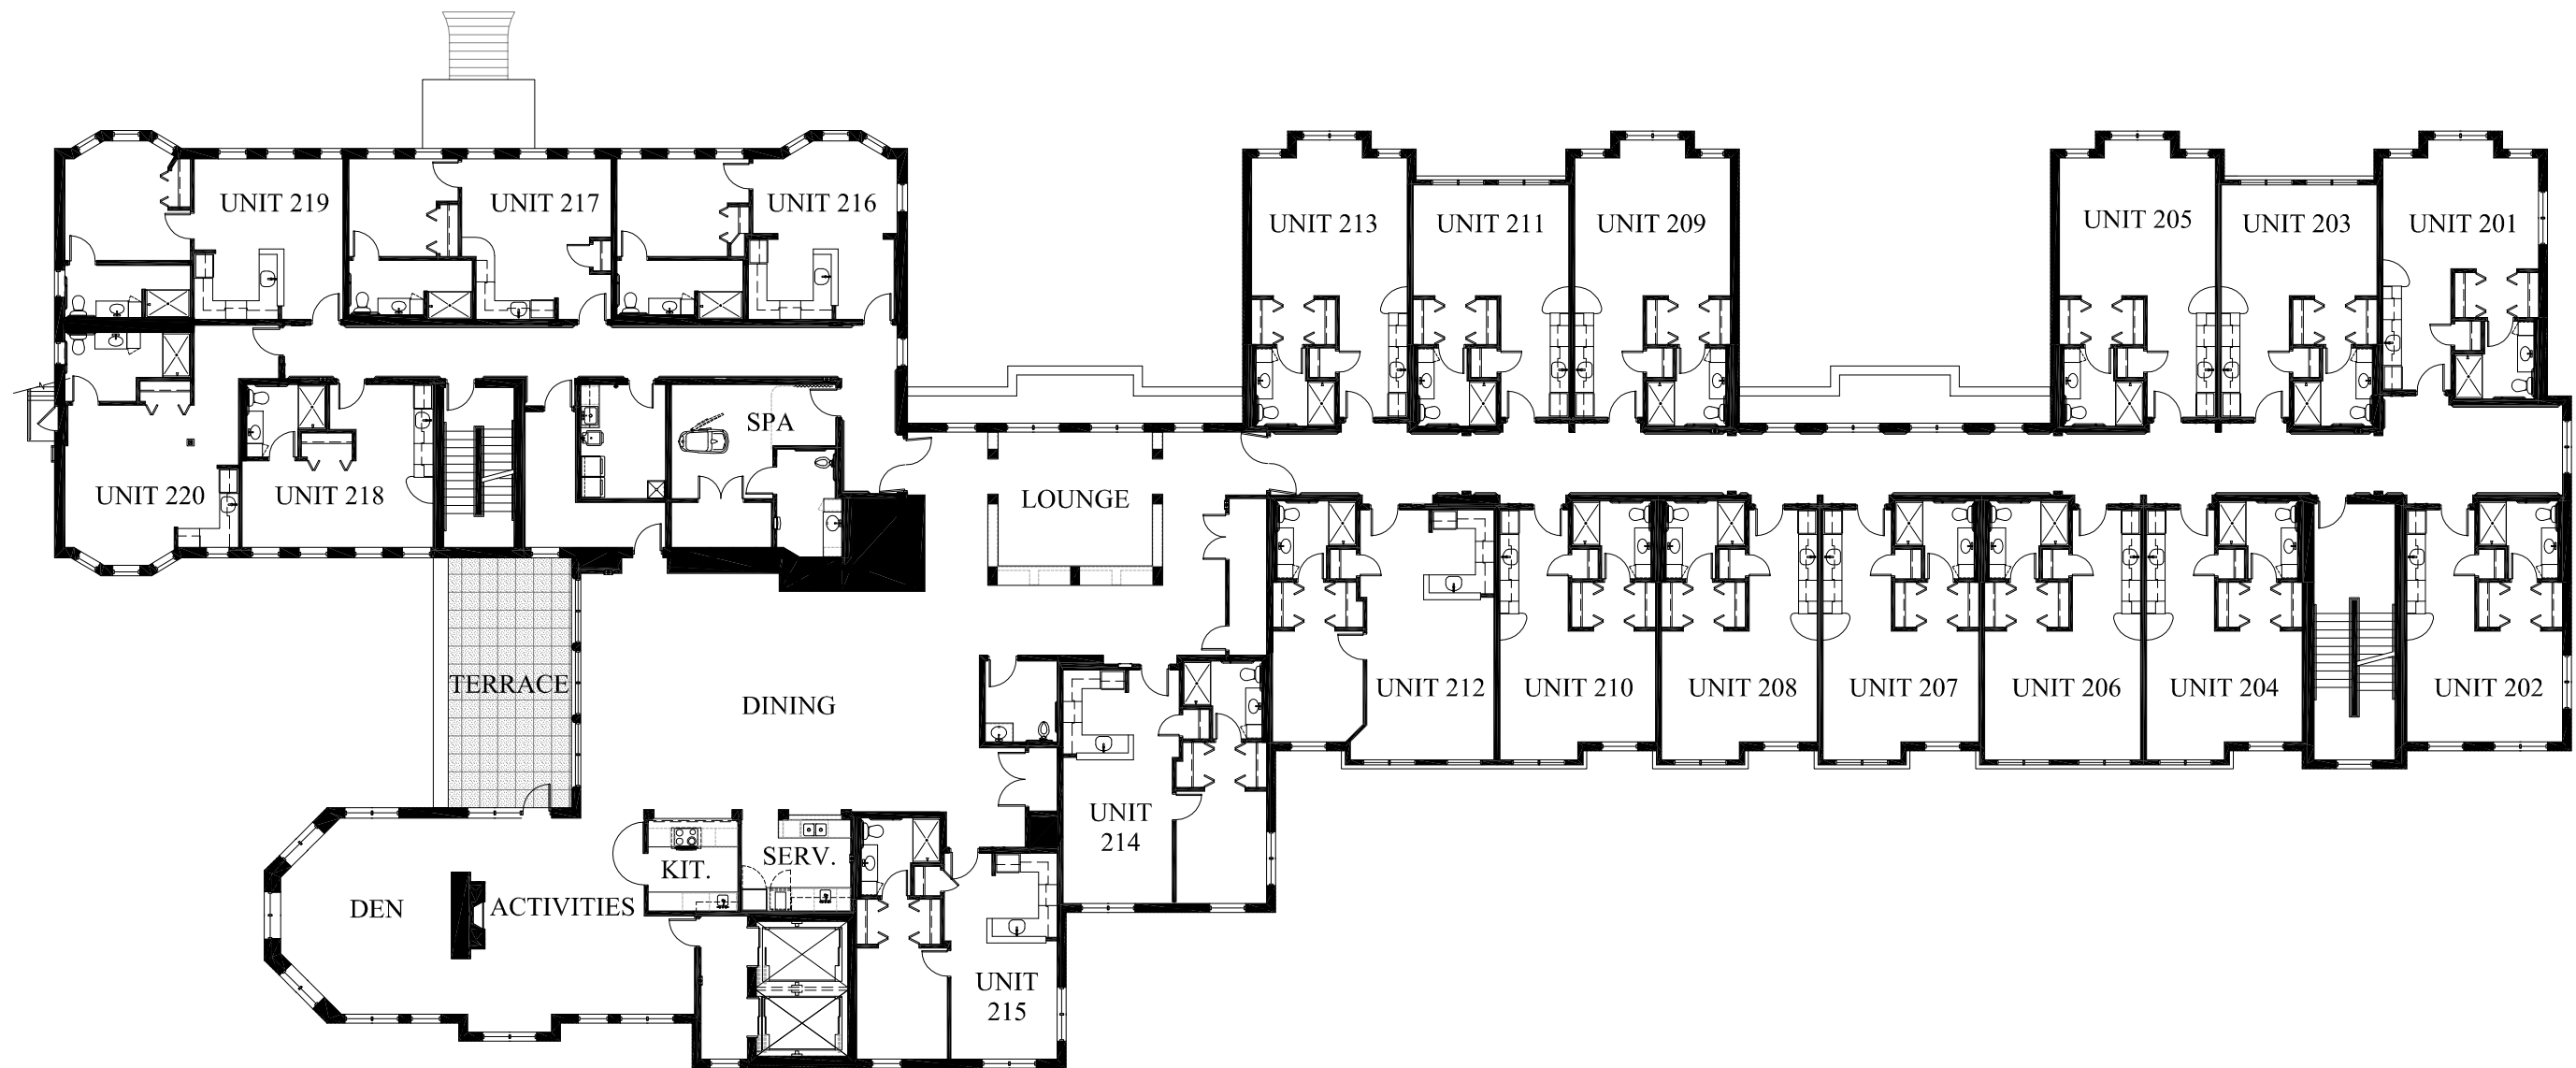 UNIT 219
UNIT 217
UNIT 216
UNIT 213
UNIT 211
UNIT 209
UNIT 205
UNIT 203
UNIT 201
UNIT 220
UNIT 218
SPA
LOUNGE
TERRACE
DINING
UNIT 212
UNIT 210
UNIT 208
UNIT 207
UNIT 206
UNIT 204
UNIT 202
UNIT
214
KIT.
SERV.
DEN
ACTIVITIES
UNIT
215